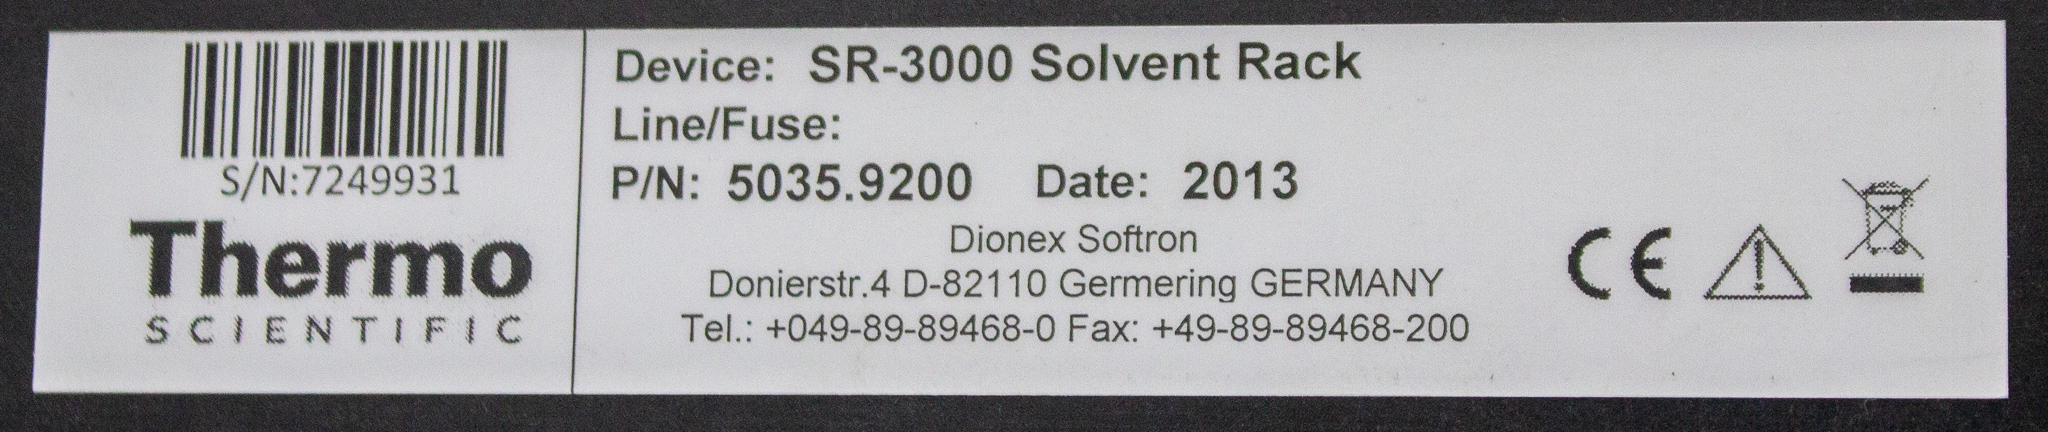 S/N:7249931
Thermo
SCIENTIFIC
Device: SR-3000 Solvent Rack
Line/Fuse:
P/N: 5035.9200 Date: 2013
Dionex Softron
Donierstr.4 D-82110 Germering GERMANY
Tel.: +049-89-89468-0 Fax: +49-89-89468-200
CE